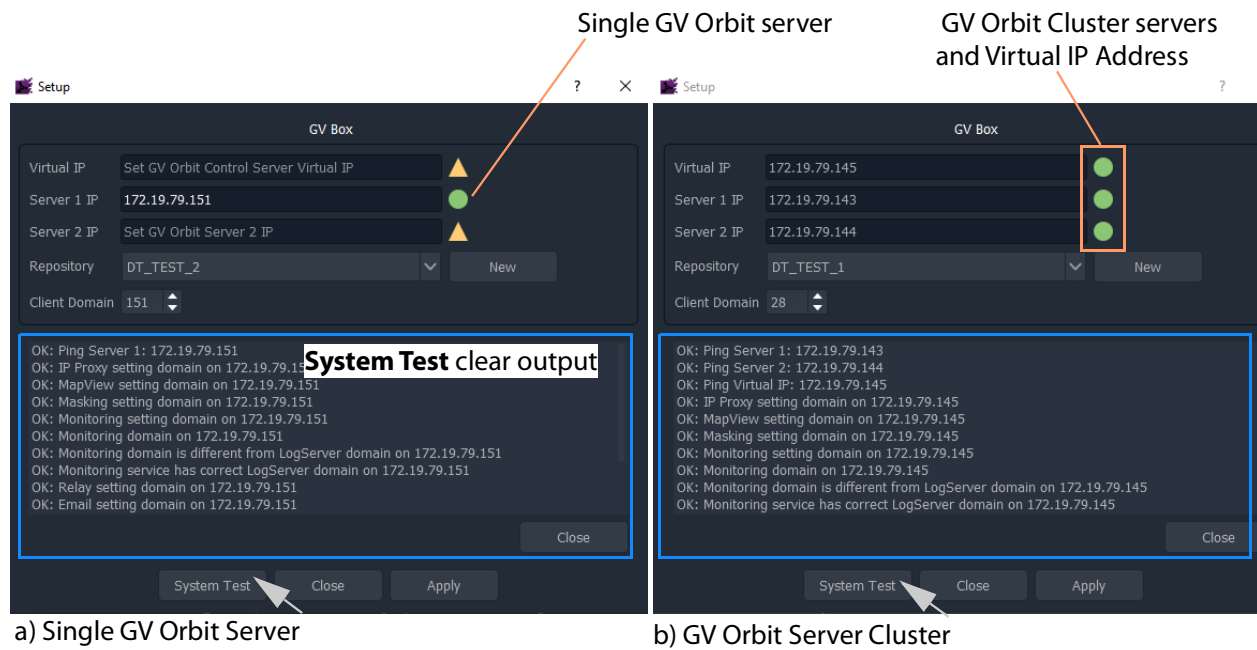 Single GV Orbit server
GV Orbit Cluster servers
and Virtual IP Address
Setup
?
×
GV Box
Virtual IP
Set GV Orbit Control Server Virtual IP
Server 1 IP
172.19.79.151
Server 2 IP
Set GV Orbit Server 2 IP
Repository
DT_TEST_2
New
Client Domain
151
OK: Ping Server 1: 172.19.79.151
OK: IP Proxy setting domain on 172.19.79.15
System Test clear output
OK: MapView setting domain on 172.19.79.151
OK: Masking setting domain on 172.19.79.151
OK: Monitoring setting domain on 172.19.79.151
OK: Monitoring domain on 172.19.79.151
OK: Monitoring domain is different from LogServer domain on 172.19.79.151
OK: Monitoring service has correct LogServer domain on 172.19.79.151
OK: Relay setting domain on 172.19.79.151
OK: Email setting domain on 172.19.79.151
Close
System Test
Close
Apply
a) Single GV Orbit Server
Setup
?
GV Box
Virtual IP
172.19.79.145
Server 1 IP
172.19.79.143
Server 2 IP
172.19.79.144
Repository
DT_TEST_1
New
Client Domain
28
OK: Ping Server 1: 172.19.79.143
OK: Ping Server 2: 172.19.79.144
OK: Ping Virtual IP: 172.19.79.145
OK: IP Proxy setting domain on 172.19.79.145
OK: MapView setting domain on 172.19.79.145
OK: Masking setting domain on 172.19.79.145
OK: Monitoring setting domain on 172.19.79.145
OK: Monitoring domain on 172.19.79.145
OK: Monitoring domain is different from LogServer domain on 172.19.79.145
OK: Monitoring service has correct LogServer domain on 172.19.79.145
Close
System Test
Close
Apply
b) GV Orbit Server Cluster